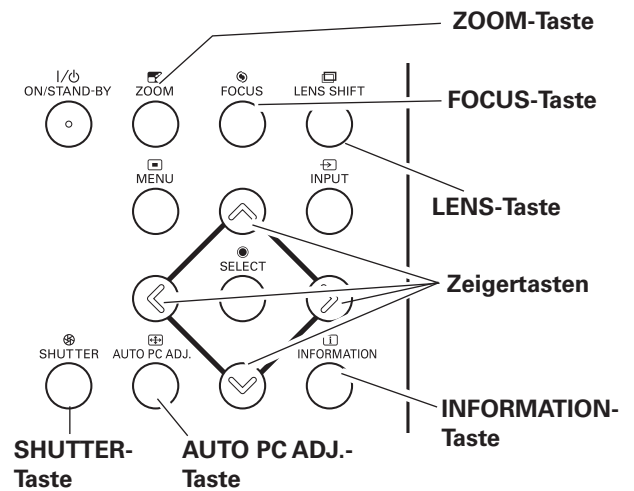 ZOOM-Taste
I/⏻
ON/STAND-BY
ZOOM
FOCUS
LENS SHIFT
FOCUS-Taste
MENU
INPUT
LENS-Taste
SELECT
Zeigertasten
SHUTTER
AUTO PC ADJ.
i
INFORMATION
SHUTTER-
Taste
AUTO PC ADJ.-
Taste
INFORMATION-
Taste